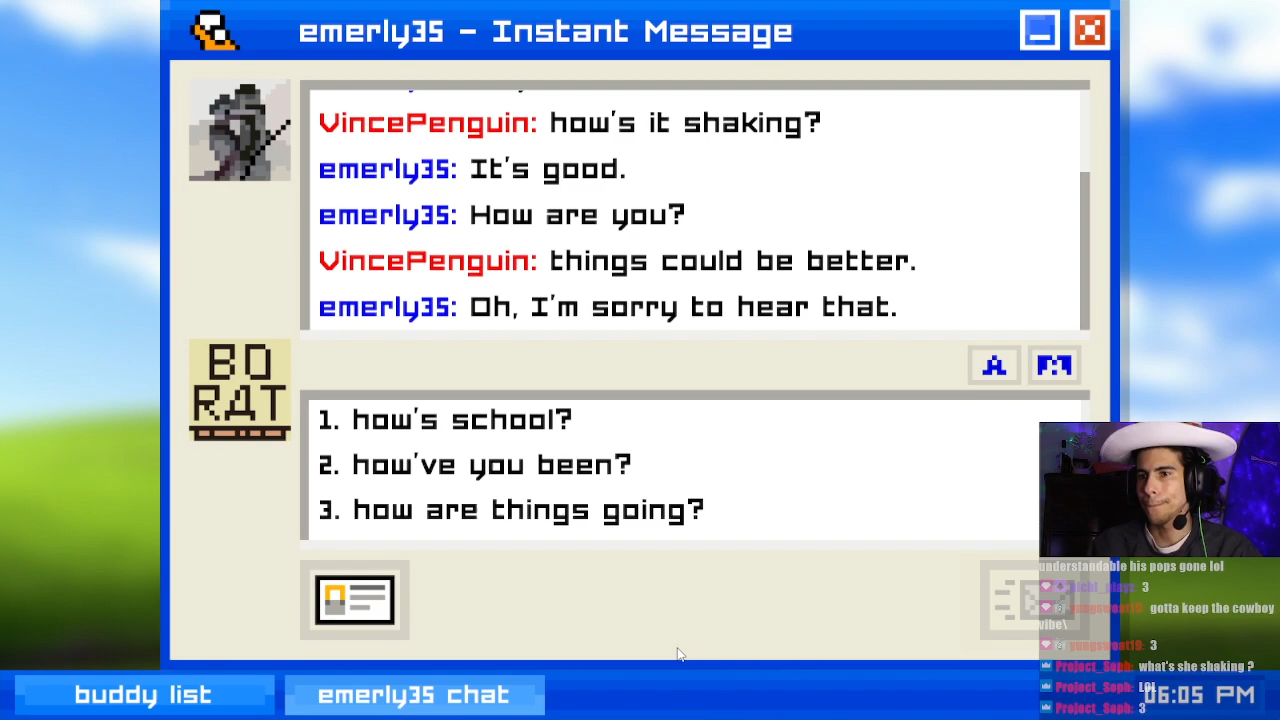 emerly35 - Instant Message
VincePenguin: how's it shaking?
emerly35: It's good.
emerly35: How are you?
VincePenguin: things could be better.
emerly35: Oh, I'm sorry to hear that.
BO
RAT
A
1. how's school?
2. how've you been?
3. how are things going?
understandable his pops gone lol
3
yungsweat19: gotta keep the cowboy
vibe\
yungsweat19: 3
Project_Soph: what's she shaking ?
Project_Soph: LOL
Project_Soph: 3
buddy list
emerly35 chat
06:05 PM